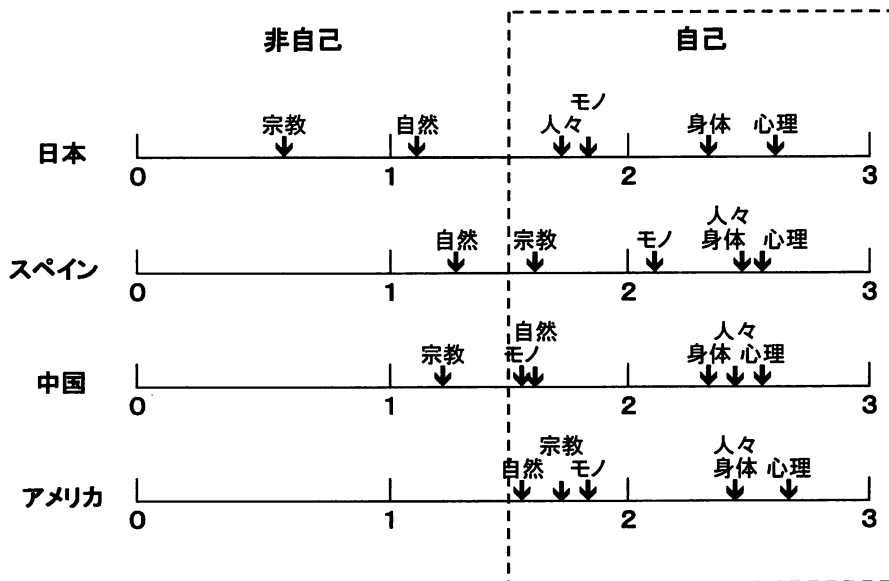 非自己
自己
モノ
宗教
自然
人々
身体
心理
日本
0
1
2
3
人々
自然
宗教
モノ
身体
心理
スペイン
0
1
2
3
自然
人々
宗教
モノ
身体
心理
中国
0
1
2
3
宗教
人々
自然
モノ
身体
心理
アメリカ
0
1
2
3